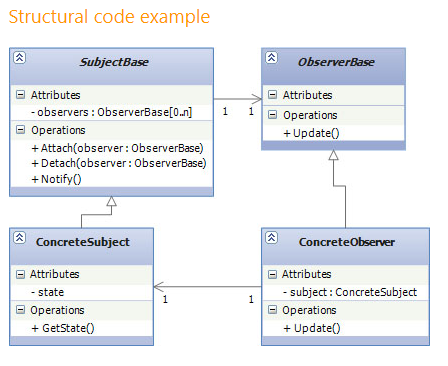 Structural code example
SubjectBase
Attributes
- observers : ObserverBase[0..n]
Operations
+ Attach(observer : ObserverBase)
+ Detach(observer : ObserverBase)
+ Notify()
1 1
ObserverBase
Attributes
Operations
+ Update()
ConcreteSubject
Attributes
- state
Operations
+ GetState()
1 1
ConcreteObserver
Attributes
- subject : ConcreteSubject
Operations
+ Update()